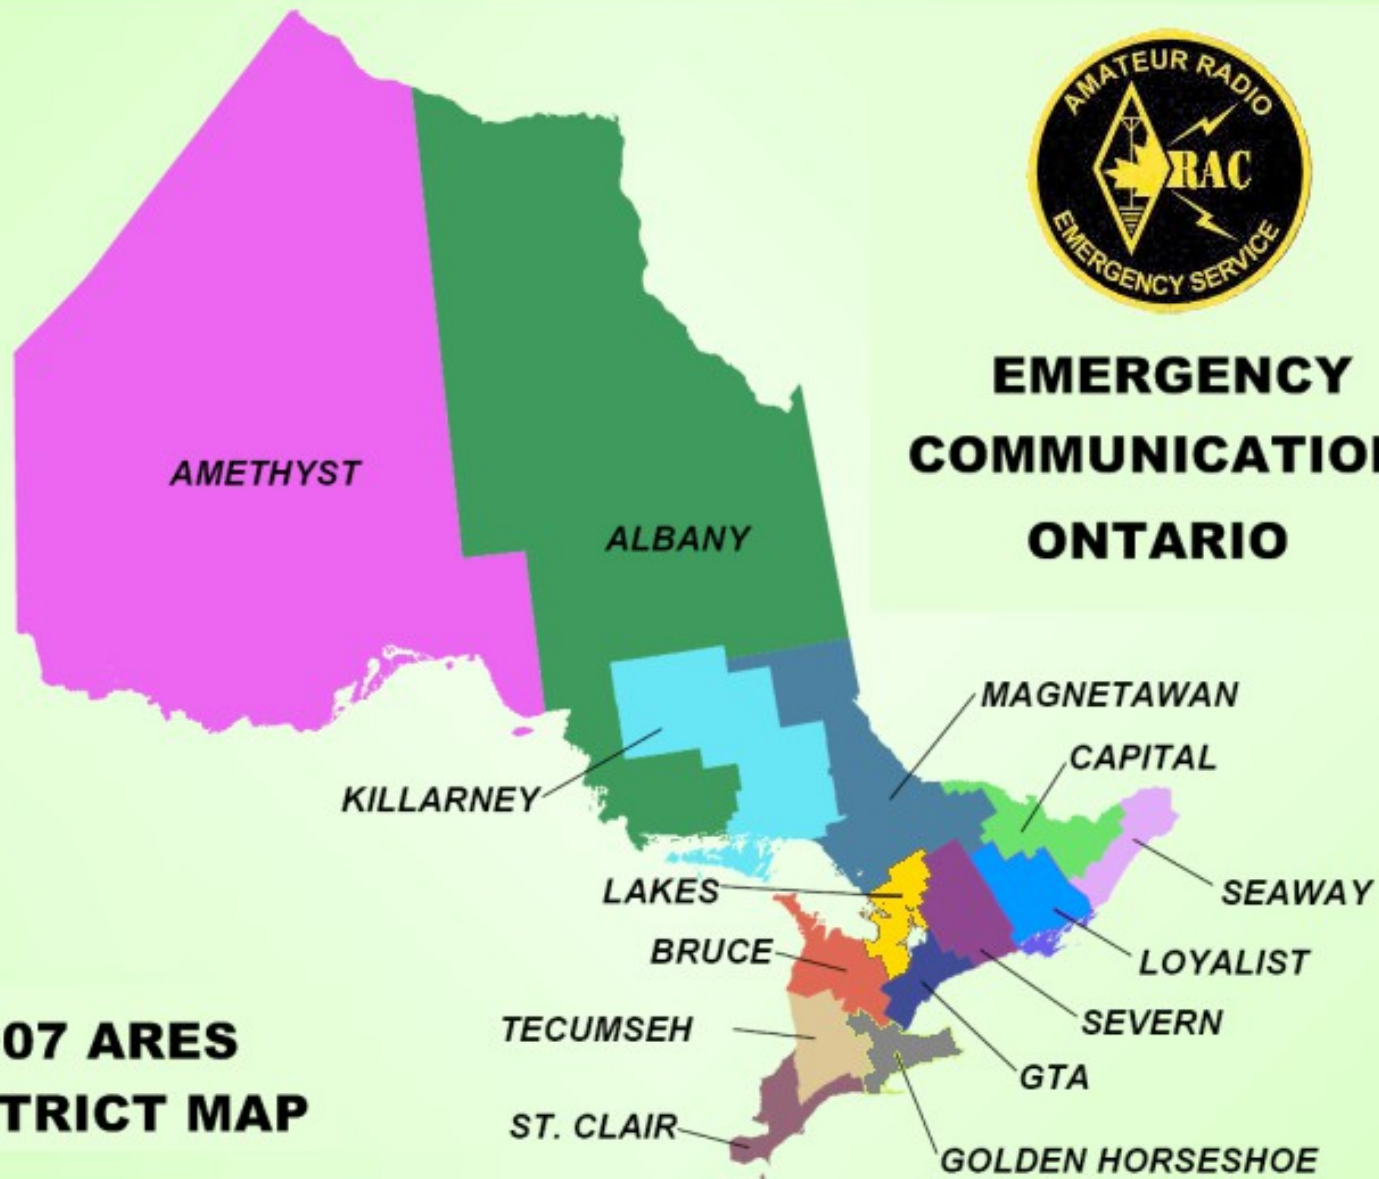 AMATEUR RADIO
RAC
EMERGENCY SERVICE
EMERGENCY
COMMUNICATION
ONTARIO
AMETHYST
ALBANY
MAGNETAWAN
CAPITAL
KILLARNEY
LAKES
SEAWAY
BRUCE
LOYALIST
TECUMSEH
SEVERN
GTA
ST. CLAIR
GOLDEN HORSESHOE
07 ARES
TRICT MAP